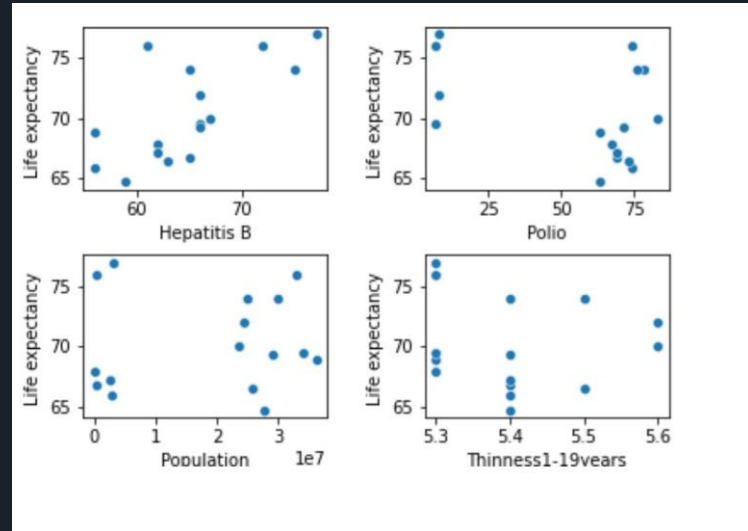 Life expectancy
75
70
65
60 70
Hepatitis B
Life expectancy
75
70
65
25 50 75
Polio
Life expectancy
75
70
65
0 1 2 3
Population 1e7
Life expectancy
75
70
65
5.3 5.4 5.5 5.6
Thinness1-19years